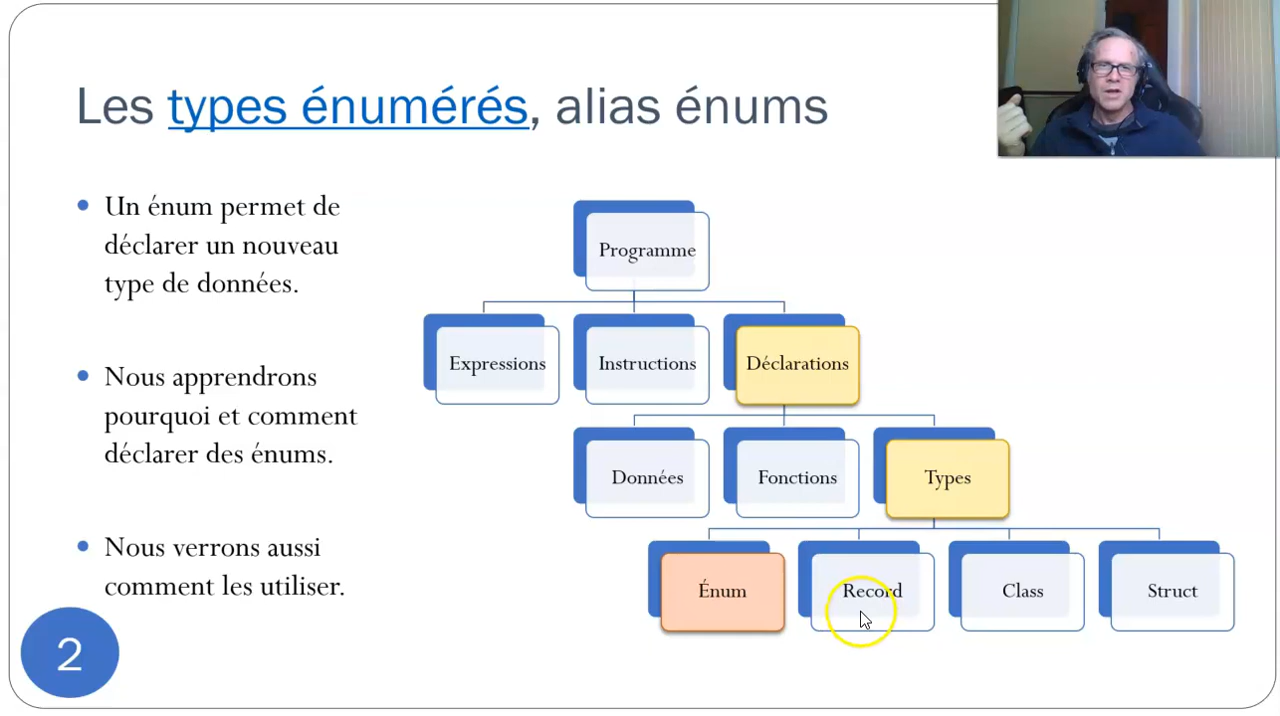 Les types énumérés, alias énums
Un énum permet de
déclarer un nouveau
type de données.
Nous apprendrons
pourquoi et comment
déclarer des énums.
Nous verrons aussi
comment les utiliser.
Programme
Expressions
Instructions
Déclarations
Données
Fonctions
Types
Énum
Record
Class
Struct
2